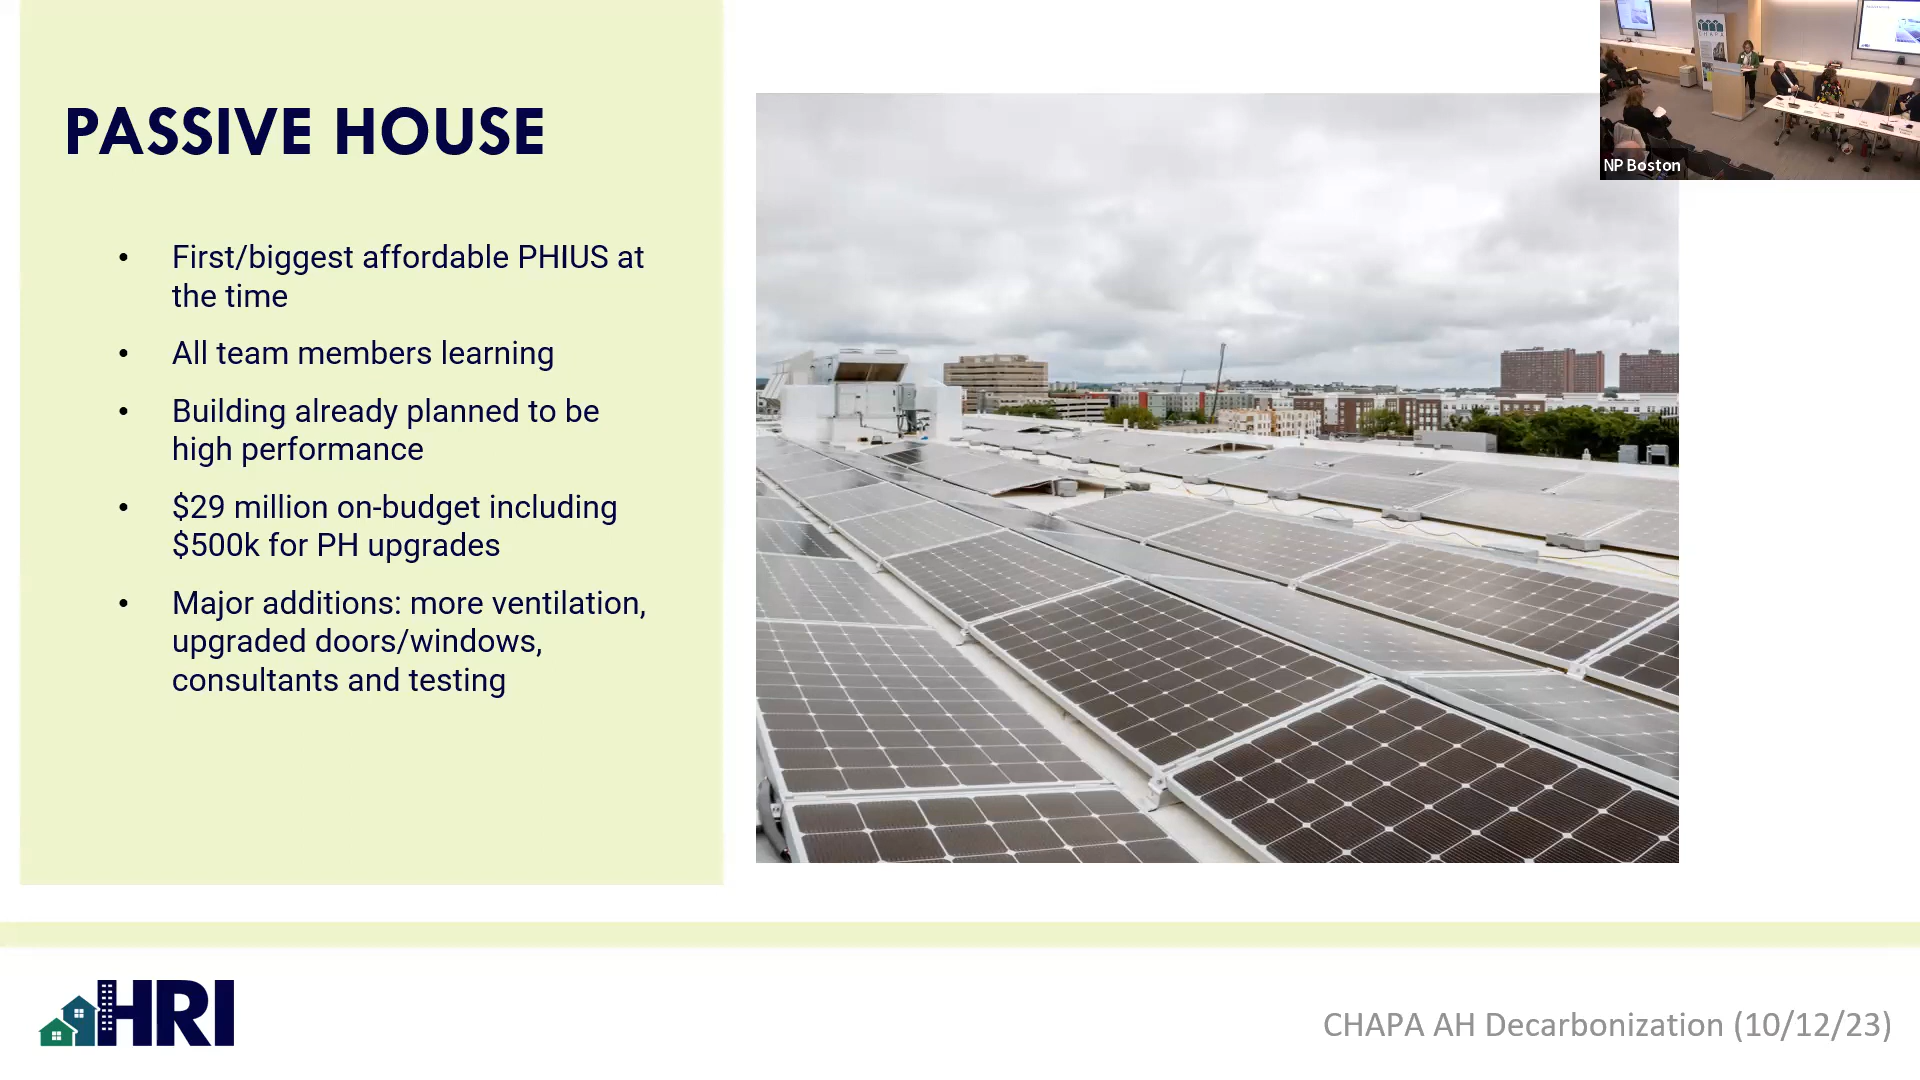 PASSIVE HOUSE
• First/biggest affordable PHIUS at
the time
• All team members learning
• Building already planned to be
high performance
• $29 million on-budget including
$500k for PH upgrades
• Major additions: more ventilation,
upgraded doors/windows,
consultants and testing
CHAPA
NP Boston
HRI
CHAPA AH Decarbonization (10/12/23)